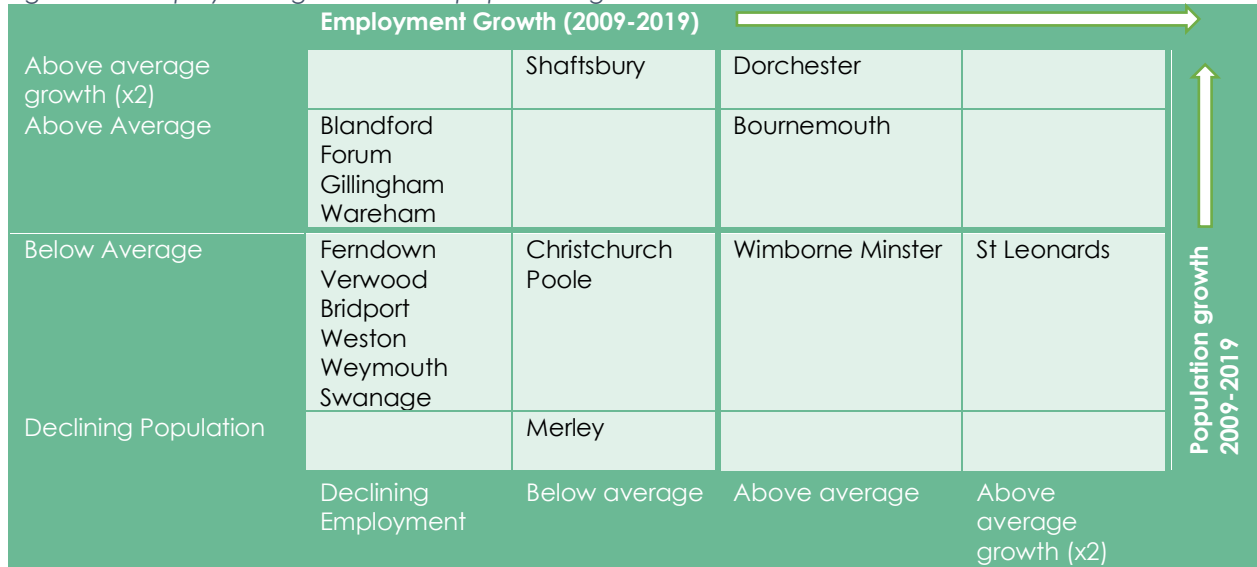 Employment Growth (2009-2019)
Above average
growth (x2)
Shaftsbury
Dorchester
Above Average
Blandford
Forum
Gillingham
Wareham
Bournemouth
Below Average
Ferndown
Verwood
Bridport
Weston
Weymouth
Swanage
Christchurch
Poole
Wimborne Minster
St Leonards
Declining Population
Merley
Declining
Employment
Below average
Above average
Above
average
growth (x2)
Population growth
2009-2019